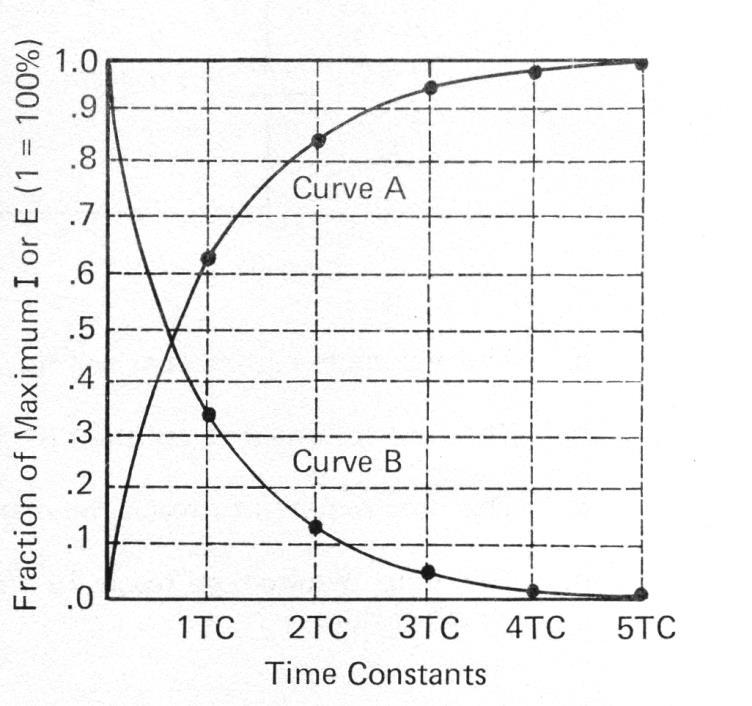 Fraction of Maximum I or E (1 = 100%)
1.0
.9
.8
.7
.6
.5
.4
.3
.2
.1
.0
Curve A
Curve B
1TC 2TC 3TC 4TC 5TC
Time Constants